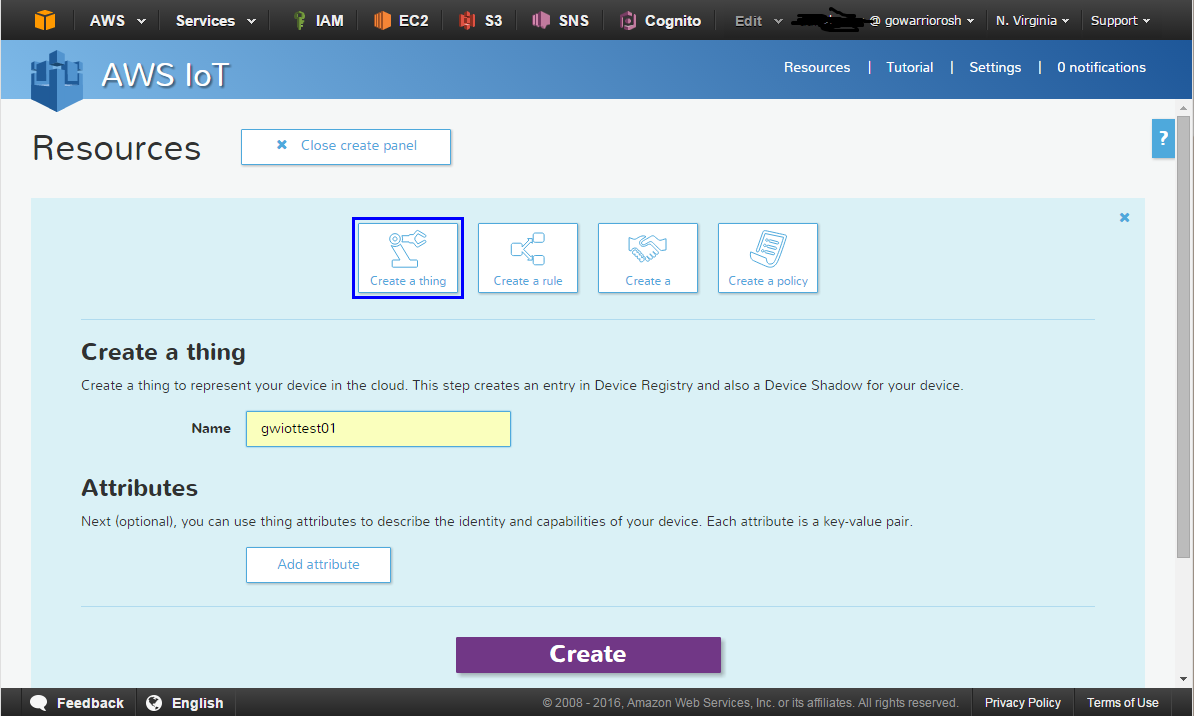 AWS Services IAM EC2 S3 SNS Cognito Edit @ gowarriorosh N. Virginia Support
AWS IoT Resources | Tutorial | Settings | 0 notifications
Resources ✖ Close create panel
?
Create a thing Create a rule Create a Create a policy
Create a thing
Create a thing to represent your device in the cloud. This step creates an entry in Device Registry and also a Device Shadow for your device.
Name gwiottest01
Attributes
Next (optional), you can use thing attributes to describe the identity and capabilities of your device. Each attribute is a key-value pair.
Add attribute
Create
Feedback English © 2008 - 2016, Amazon Web Services, Inc. or its affiliates. All rights reserved. Privacy Policy Terms of Use